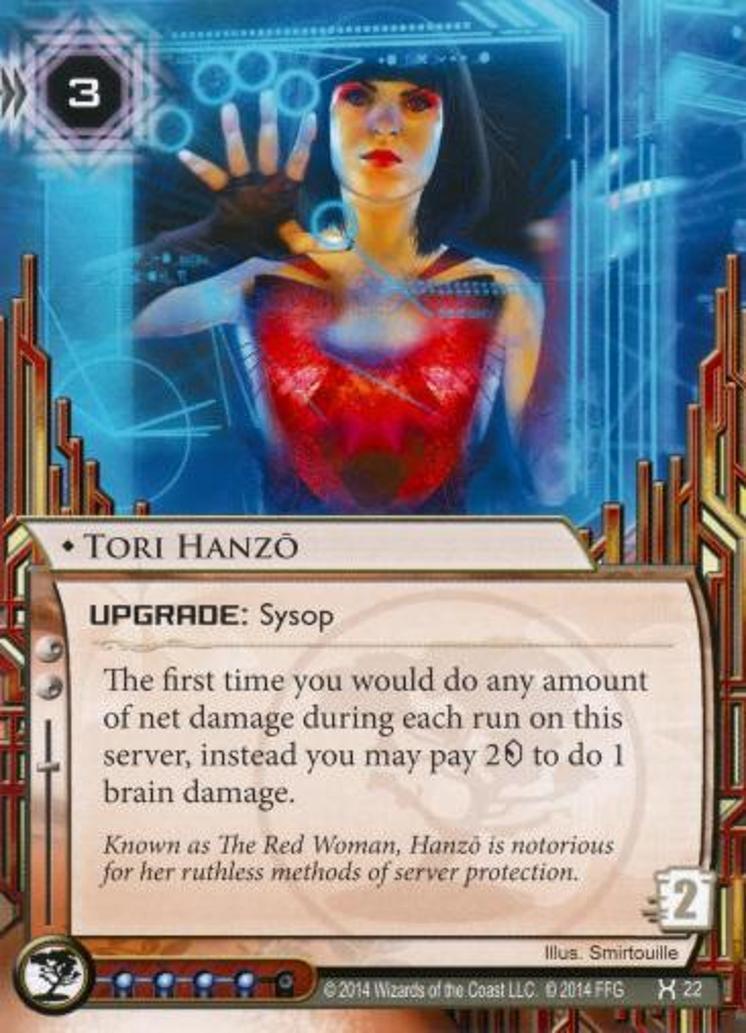 3
• TORI HANZŌ
UPGRADE: Sysop
The first time you would do any amount
of net damage during each run on this
server, instead you may pay 2 to do 1
brain damage.
Known as The Red Woman, Hanzō is notorious
for her ruthless methods of server protection.
2
Illus. Smirtouille
© 2014 Wizards of the Coast LLC. © 2014 FFG 22